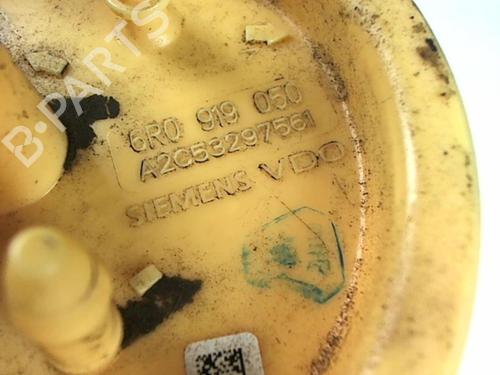 B-PARTS
6R0 919 050
A2C53297561
SIEMENS VDO